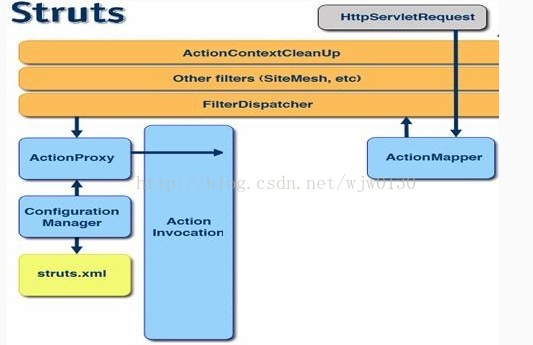 Struts
HttpServletRequest
ActionContextCleanUp
Other filters (SiteMesh, etc)
FilterDispatcher
ActionProxy
ActionMapper
http://blog.csdn.net/wjw0130
Configuration
Manager
Action
Invocation
struts.xml